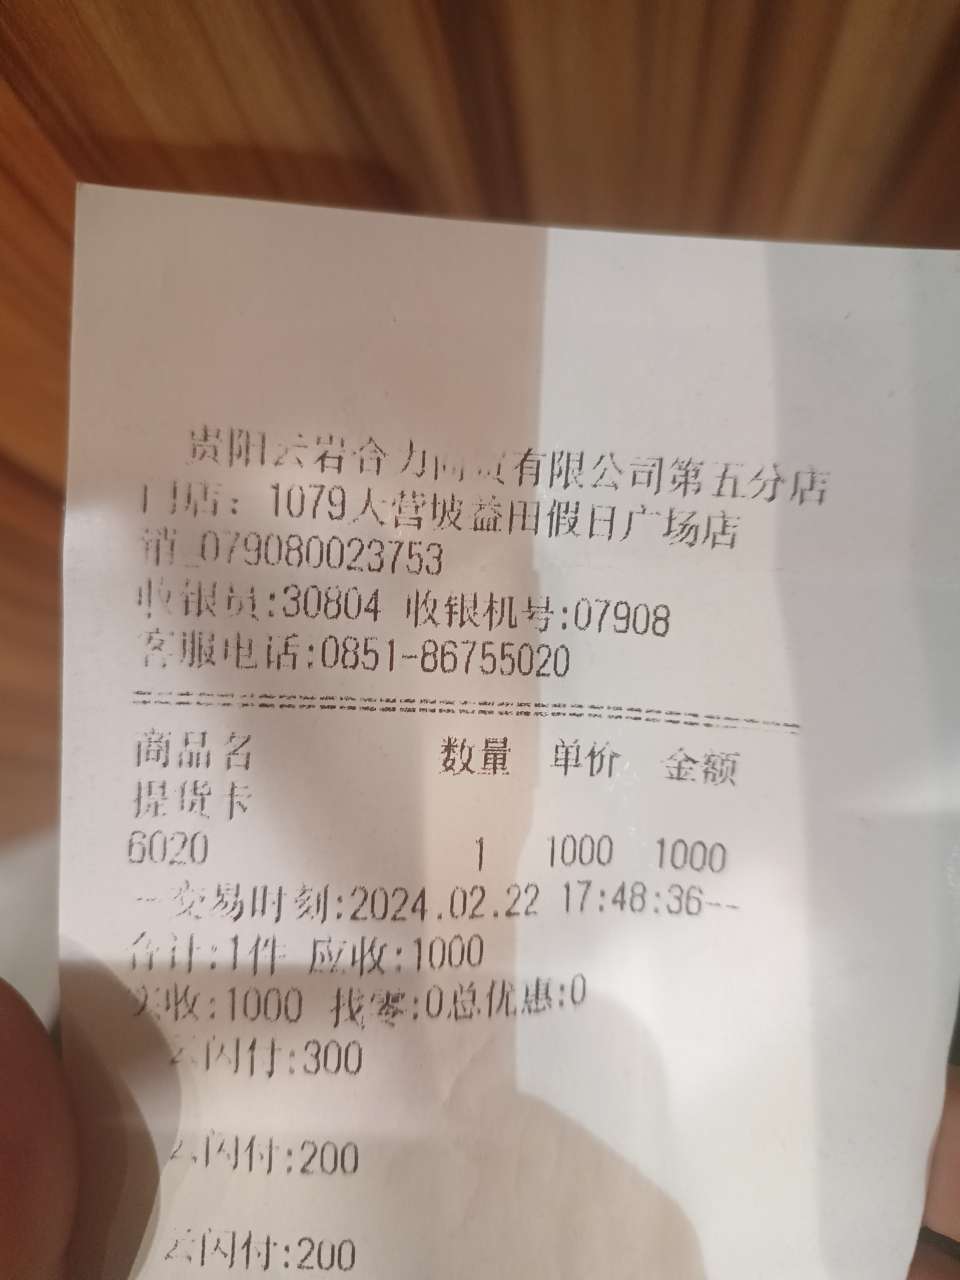 贵阳云岩合力商贸有限公司第五分店
门店：1079大营坡益田假日广场店
销_079080023753
收银员:30804 收银机号:07908
客服电话:0851-86755020
商品名 数量 单价 金额
提货卡
6020 1 1000 1000
--交易时刻:2024.02.22 17:48:36--
合计:1件 应收:1000
实收:1000 找零:0总优惠:0
云闪付:300
云闪付:200
云闪付:200